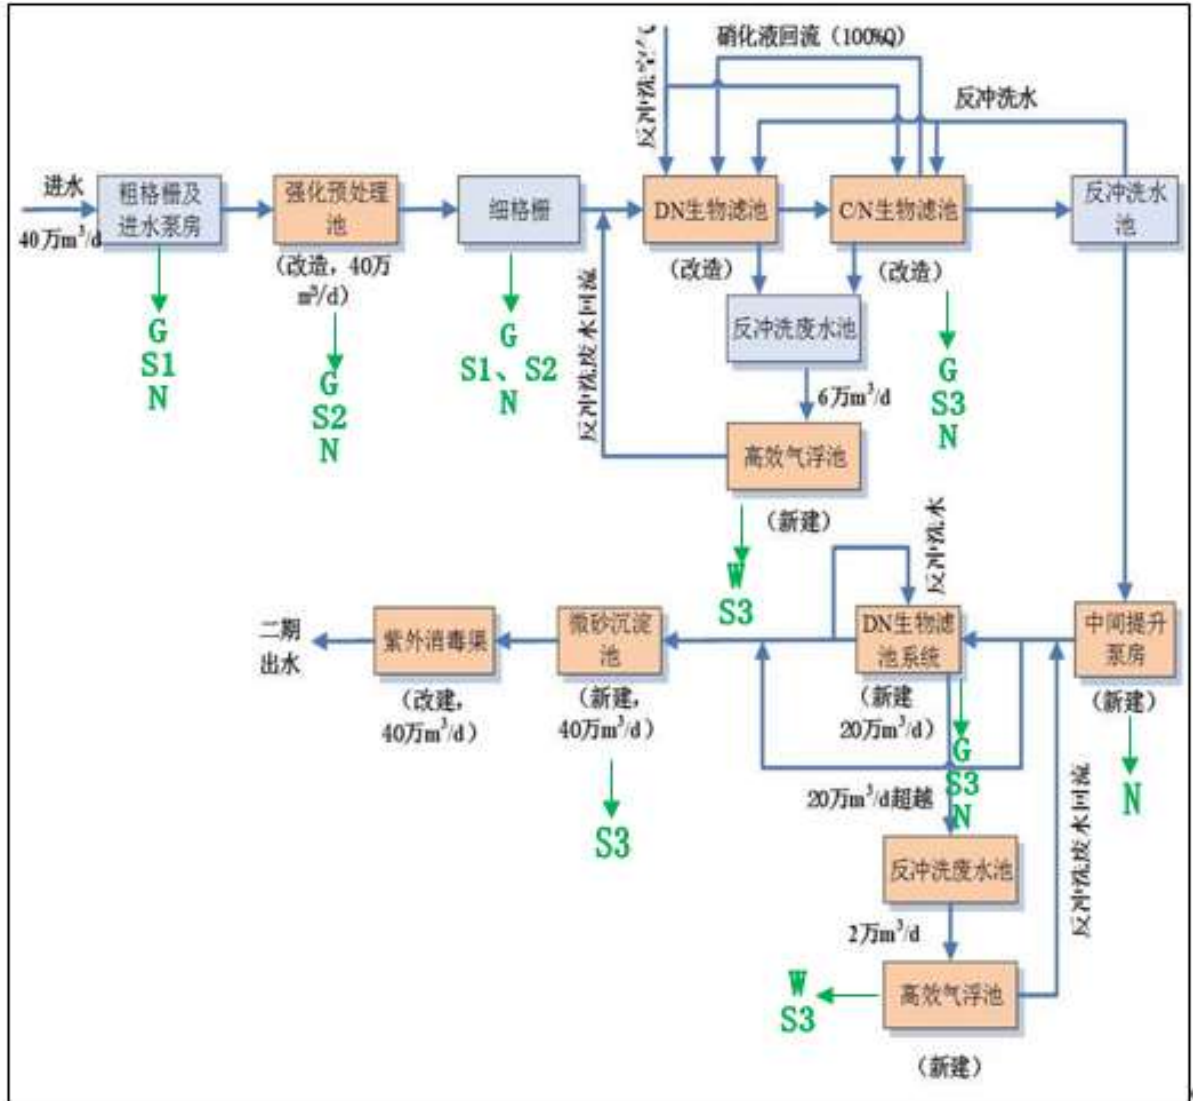 硝化液回流（100%Q）
反冲洗空气
反冲洗水
进水
40万m³/d
粗格栅及
进水泵房
强化预处理
池
（改造，40万
m³/d）
细格栅
DN生物滤池
（改造）
C/N生物滤池
（改造）
反冲洗水
池
G
S1
N
G
S2
N
G
S1、S2
N
反冲洗废水回流
反冲洗废水池
6万m³/d
高效气浮池
（新建）
W
S3
G
S3
N
反冲洗水
二期
出水
紫外消毒渠
（改建，
40万m³/d）
微砂沉淀
池
（新建，
40万m³/d）
S3
DN生物滤
池系统
（新建
20万m³/d）
G
S3
N
中间提升
泵房
（新建）
N
20万m³/d超越
反冲洗废水回流
反冲洗废水池
2万m³/d
高效气浮池
（新建）
W
S3